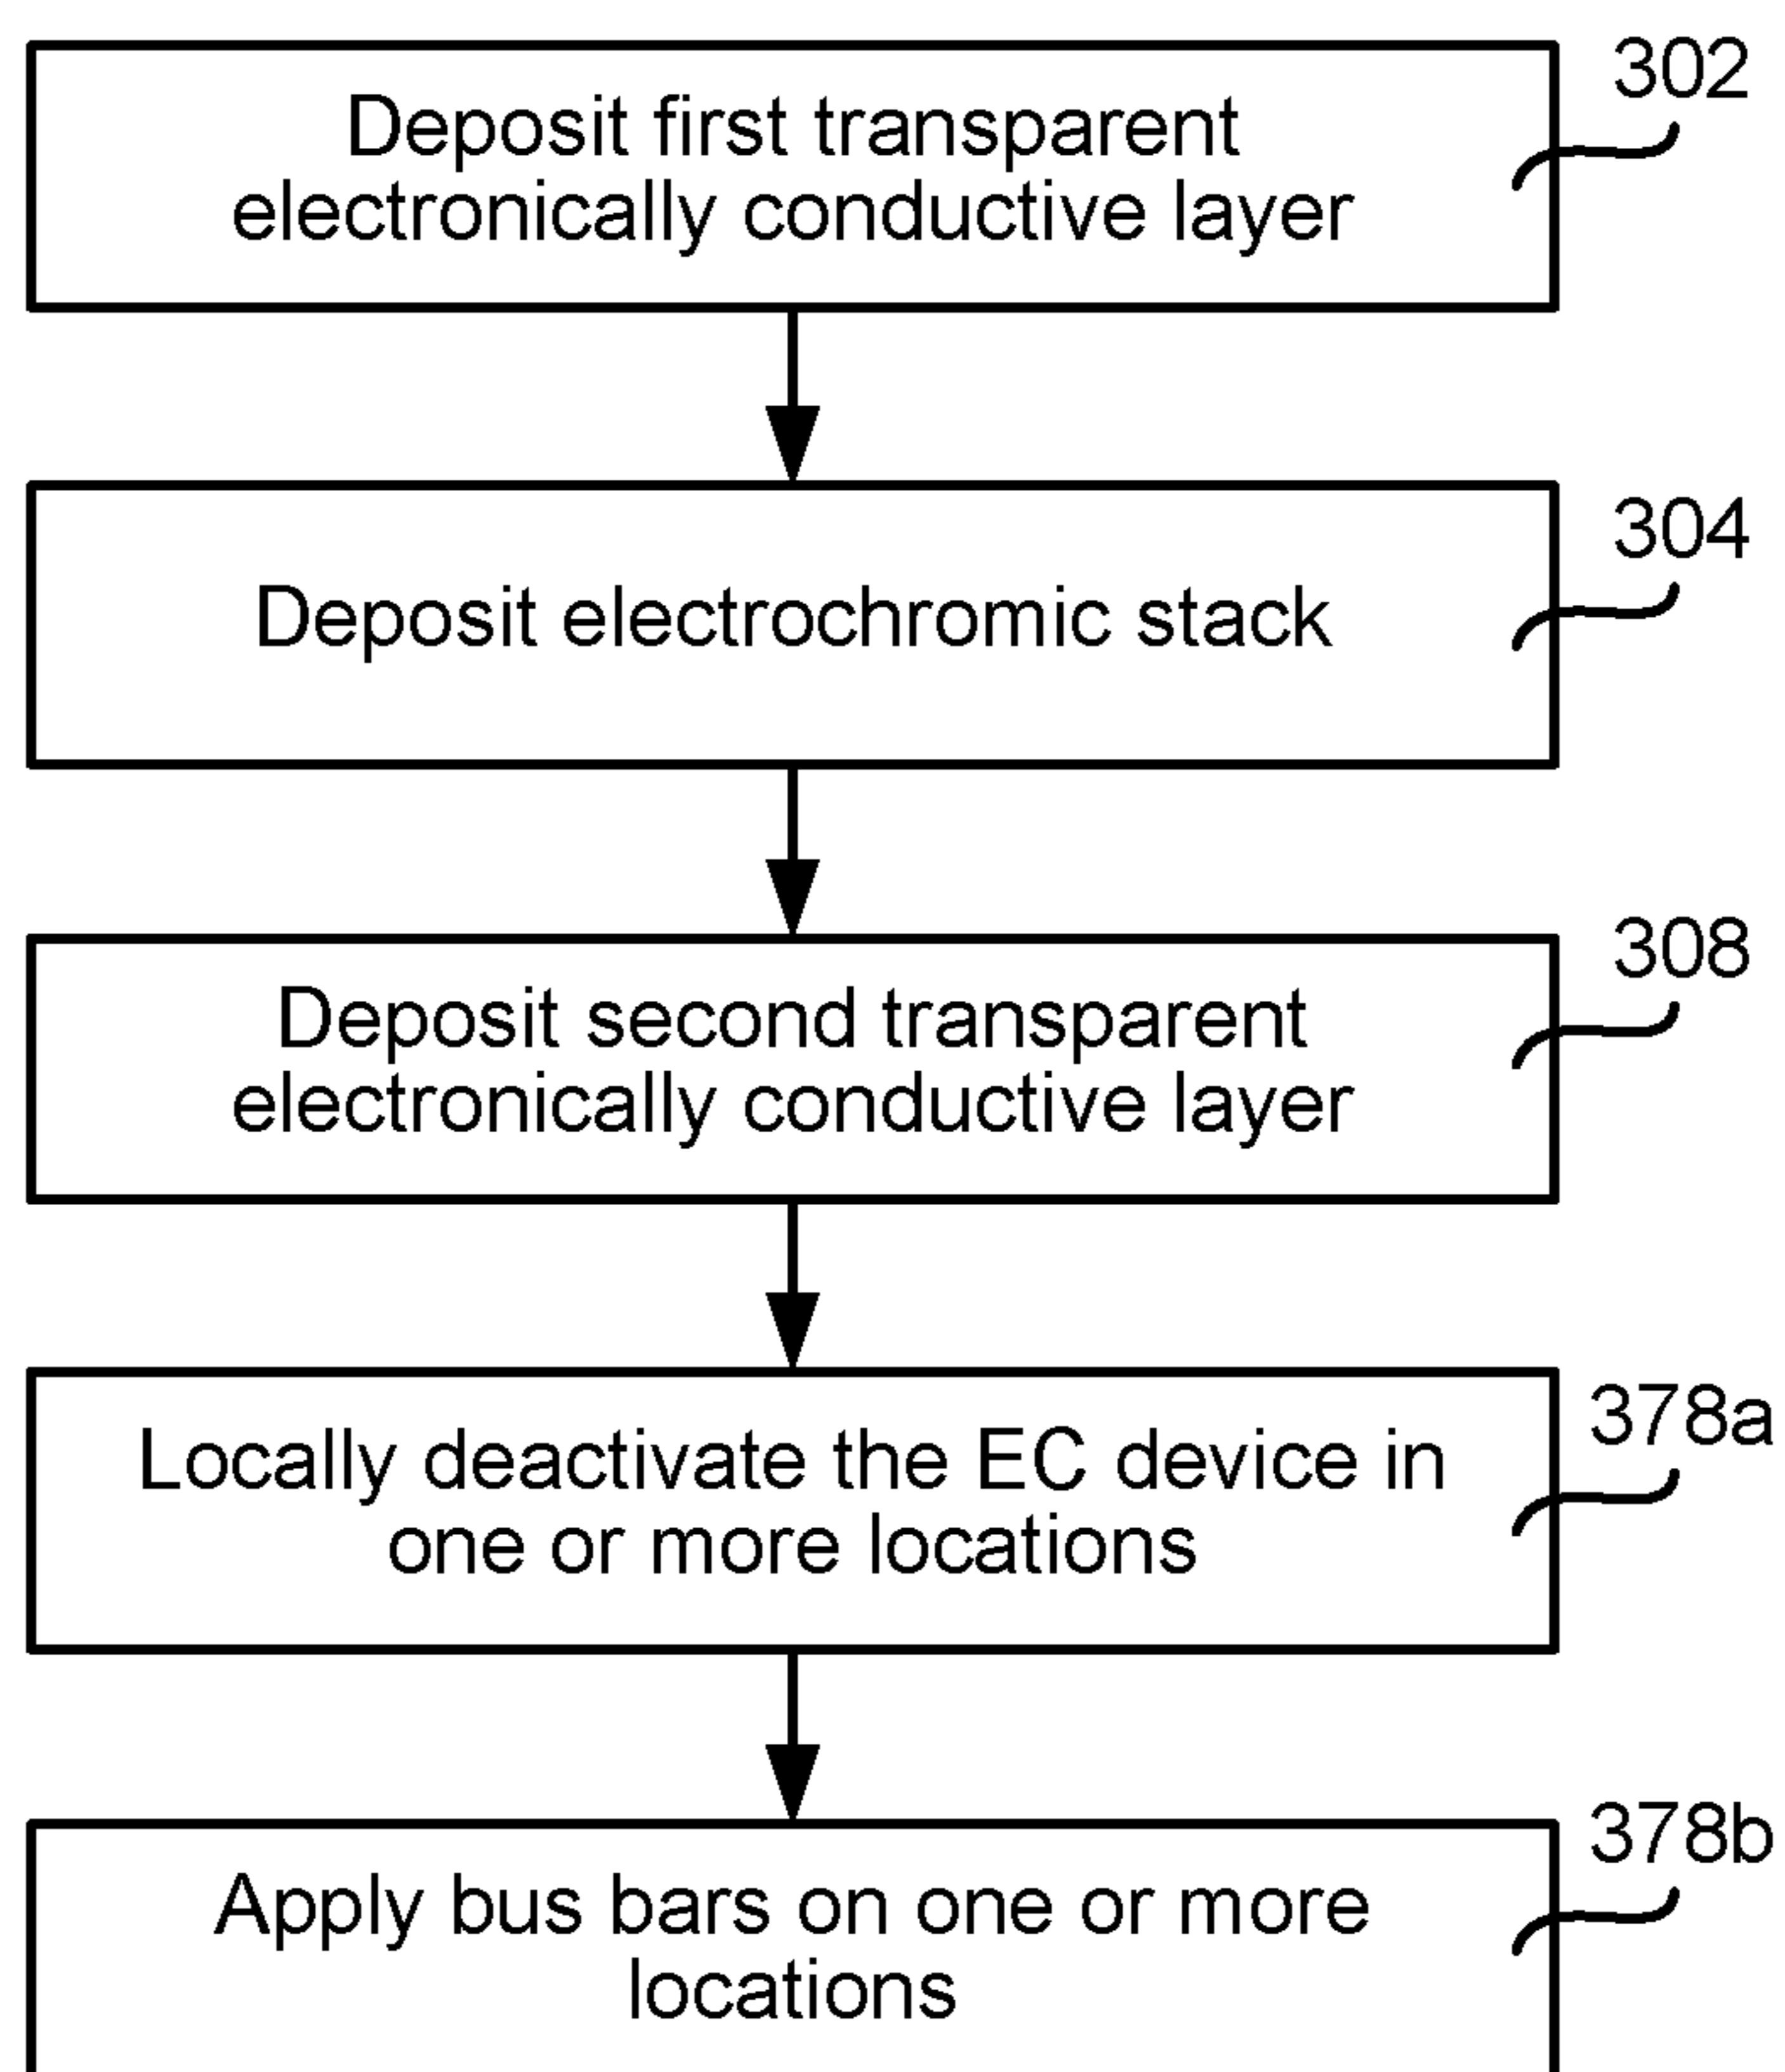 302
Deposit first transparent
electronically conductive layer
304
Deposit electrochromic stack
308
Deposit second transparent
electronically conductive layer
378a
Locally deactivate the EC device in
one or more locations
378b
Apply bus bars on one or more
locations